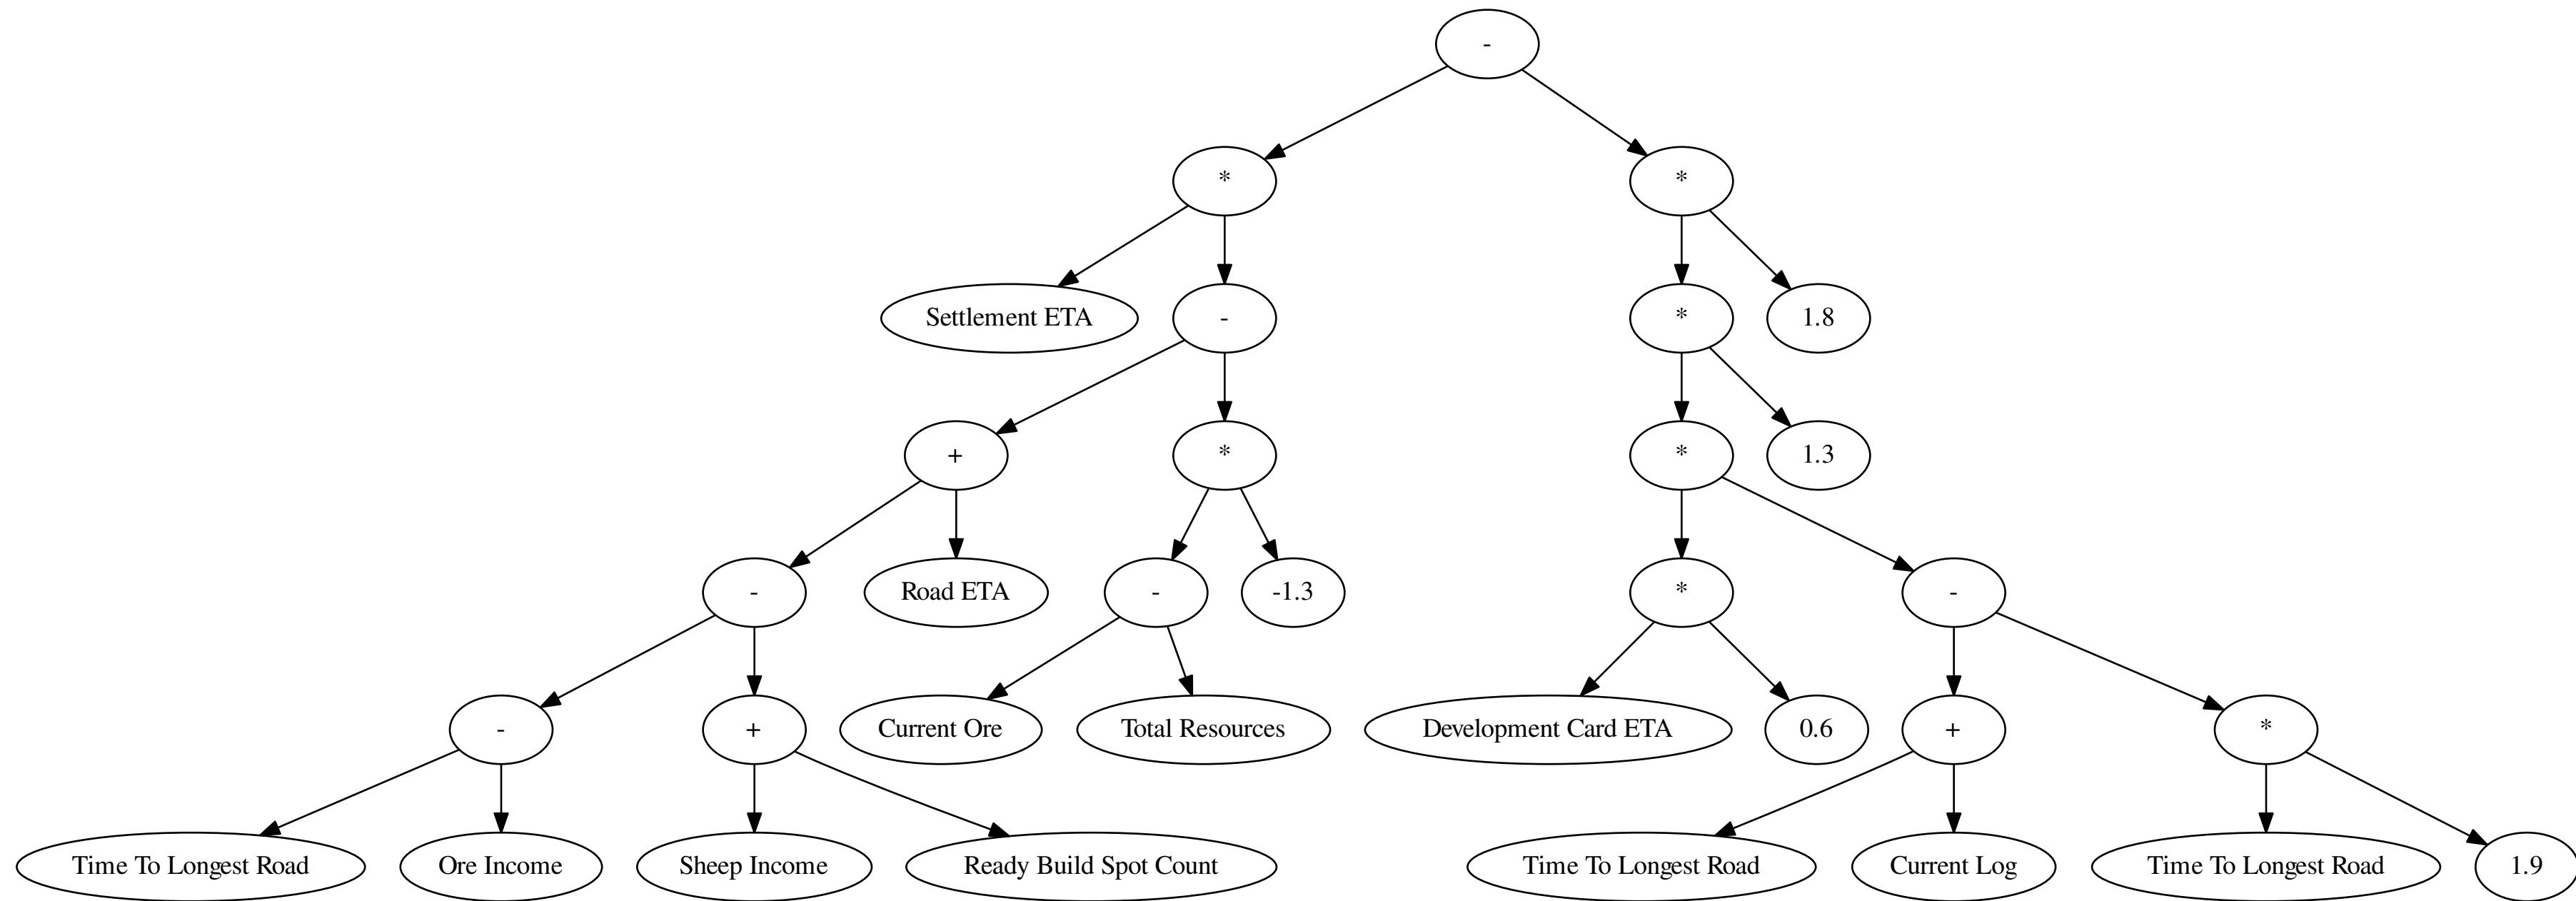 -
*
*
Settlement ETA
-
*
1.8
+
*
*
1.3
-
Road ETA
-
-1.3
*
-
-
+
Current Ore
Total Resources
Development Card ETA
0.6
+
*
Time To Longest Road
Ore Income
Sheep Income
Ready Build Spot Count
Time To Longest Road
Current Log
Time To Longest Road
1.9